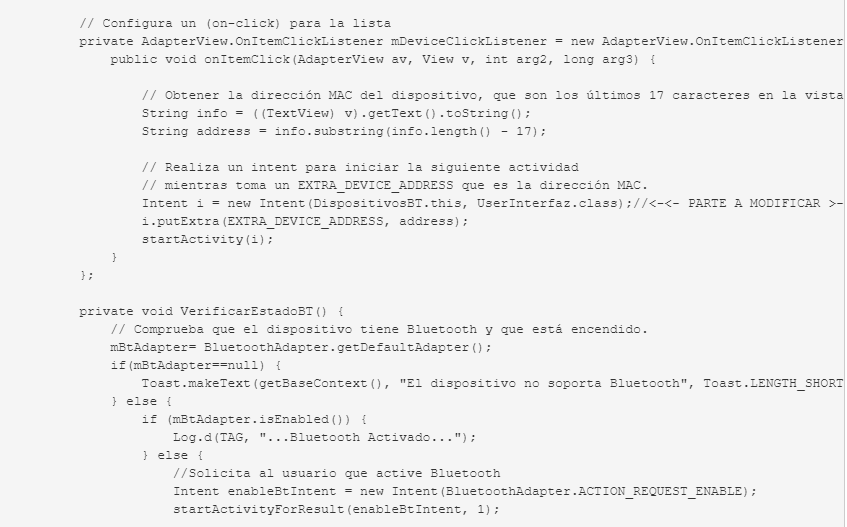 // Configura un (on-click) para la lista
private AdapterView.OnItemClickListener mDeviceClickListener = new AdapterView.OnItemClickListener
public void onItemClick(AdapterView av, View v, int arg2, long arg3) {
// Obtener la dirección MAC del dispositivo, que son los últimos 17 caracteres en la vista
String info = ((TextView) v).getText().toString();
String address = info.substring(info.length() - 17);
// Realiza un intent para iniciar la siguiente actividad
// mientras toma un EXTRA_DEVICE_ADDRESS que es la dirección MAC.
Intent i = new Intent(DispositivosBT.this, UserInterfaz.class);//<-<- PARTE A MODIFICAR >-
i.putExtra(EXTRA_DEVICE_ADDRESS, address);
startActivity(i);
}
};
private void VerificarEstadoBT() {
// Comprueba que el dispositivo tiene Bluetooth y que está encendido.
mBtAdapter= BluetoothAdapter.getDefaultAdapter();
if(mBtAdapter==null) {
Toast.makeText(getBaseContext(), "El dispositivo no soporta Bluetooth", Toast.LENGTH_SHORT
} else {
if (mBtAdapter.isEnabled()) {
Log.d(TAG, "...Bluetooth Activado...");
} else {
//Solicita al usuario que active Bluetooth
Intent enableBtIntent = new Intent(BluetoothAdapter.ACTION_REQUEST_ENABLE);
startActivityForResult(enableBtIntent, 1);